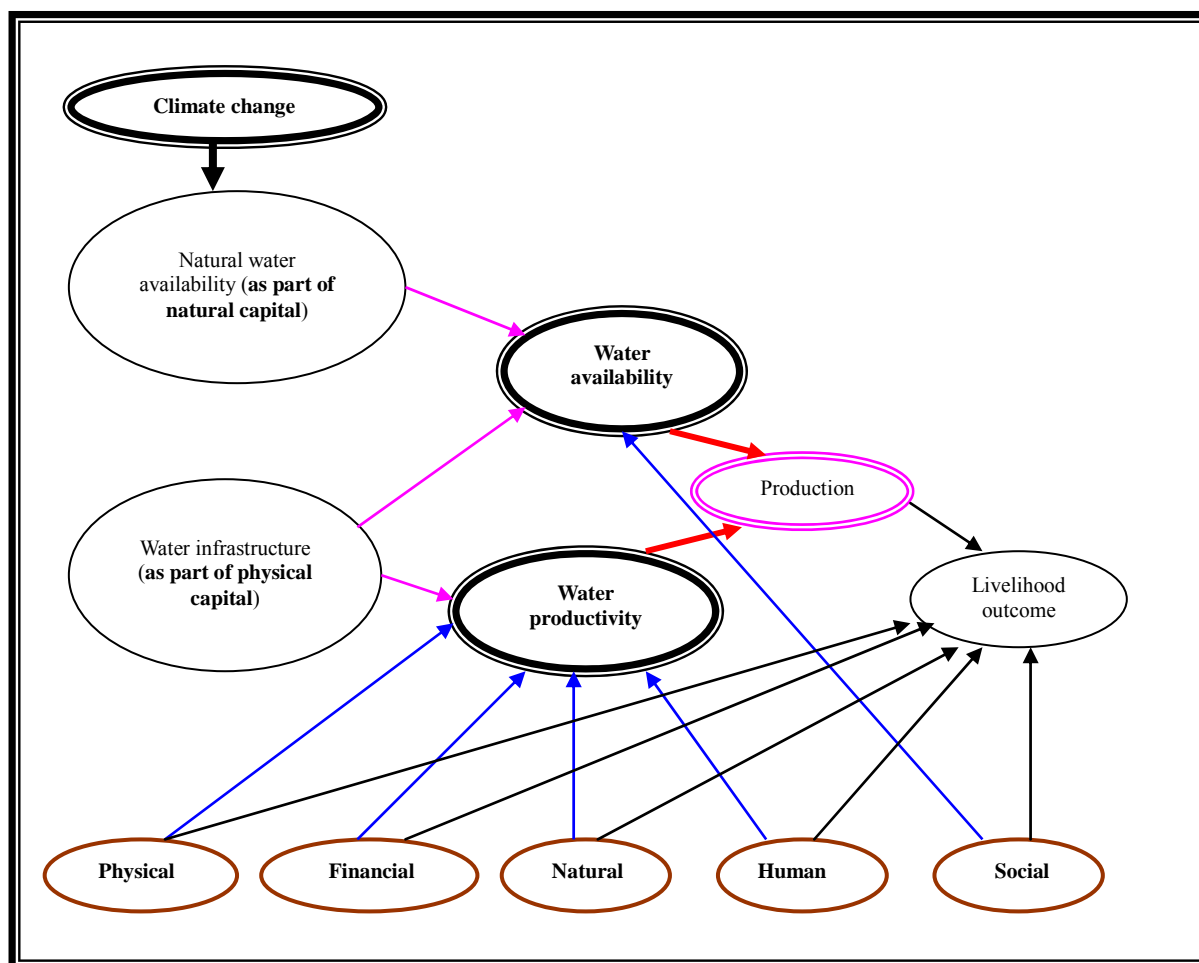 Climate change
Natural water
availability (as part of
natural capital)
Water
availability
Production
Water infrastructure
(as part of physical
capital)
Livelihood
outcome
Water
productivity
Physical
Financial
Natural
Human
Social